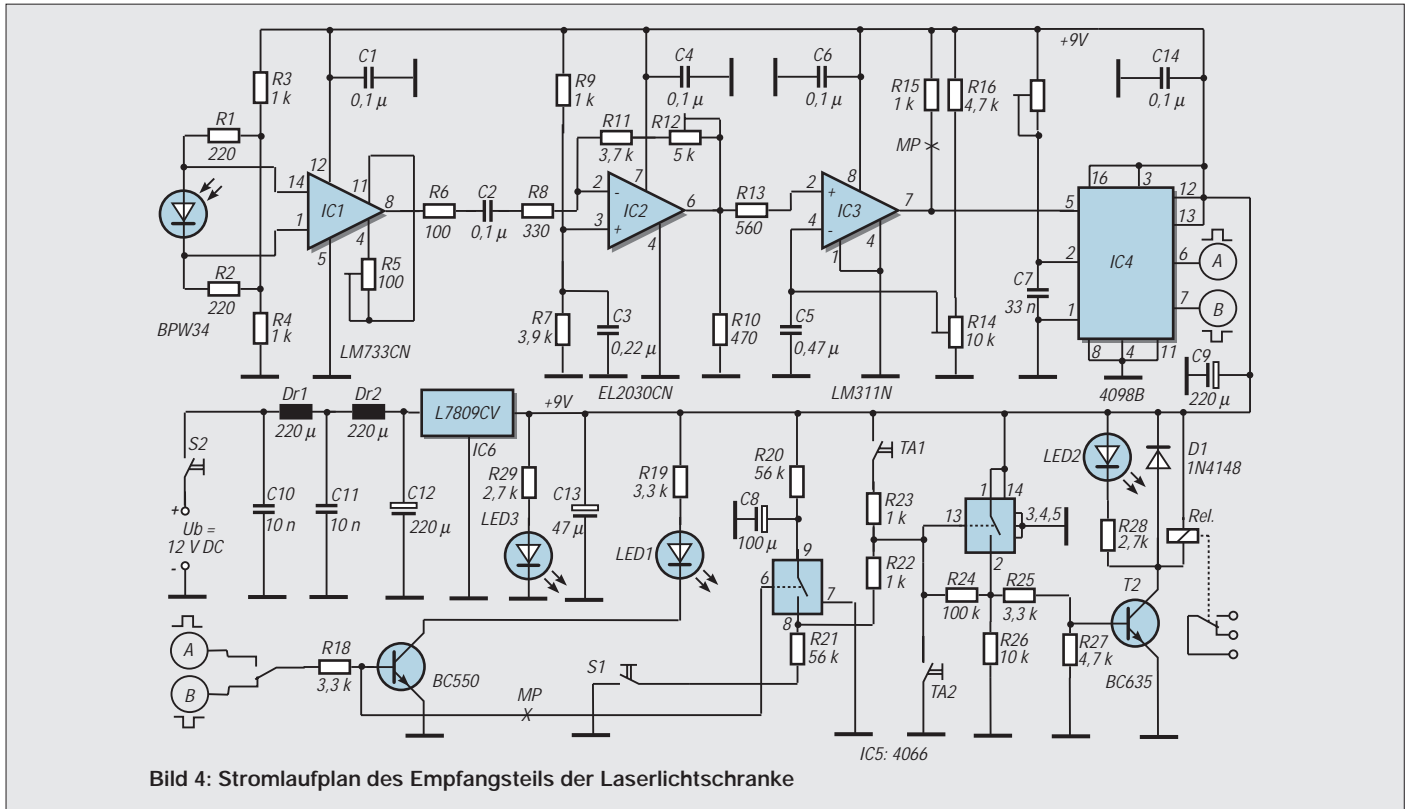 +9V
C1
0,1 µ
C4
0,1 µ
C6
0,1 µ
C14
0,1 µ
R3
1 k
R9
1 k
R15
1 k
R16
4,7 k
R1
220
R11
3,7 k
R12
5 k
MP
12
14
11
8
1
4
5
IC1
R6
100
C2
0,1 µ
R8
330
2
-
3
+
7
6
4
IC2
R13
560
2
+
4
-
8
7
4
1
IC3
16
3
12
13
5
2
6
1
7
8
4
11
IC4
A
B
R2
220
R5
100
BPW34
R4
1 k
LM733CN
R7
3,9 k
C3
0,22 µ
R10
470
C5
0,47 µ
R14
10 k
C7
33 n
C9
220 µ
EL2030CN
LM311N
4098B
Dr1
220 µ
Dr2
220 µ
L7809CV
IC6
+9V
S2
C10
10 n
C11
10 n
C12
220 µ
R29
2,7 k
LED3
C13
47 µ
R19
3,3 k
LED1
R20
56 k
C8
100 µ
9
6
7
8
R21
56 k
TA1
R23
1 k
R22
1 k
TA2
1
14
13
3,4,5
2
R24
100 k
R25
3,3 k
R26
10 k
R27
4,7 k
LED2
R28
2,7k
D1
1N4148
Rel.
T2
BC635
+
Ub =
12 V DC
-
A
B
R18
3,3 k
BC550
MP
X
S1
IC5: 4066
Bild 4: Stromlaufplan des Empfangsteils der Laserlichtschranke